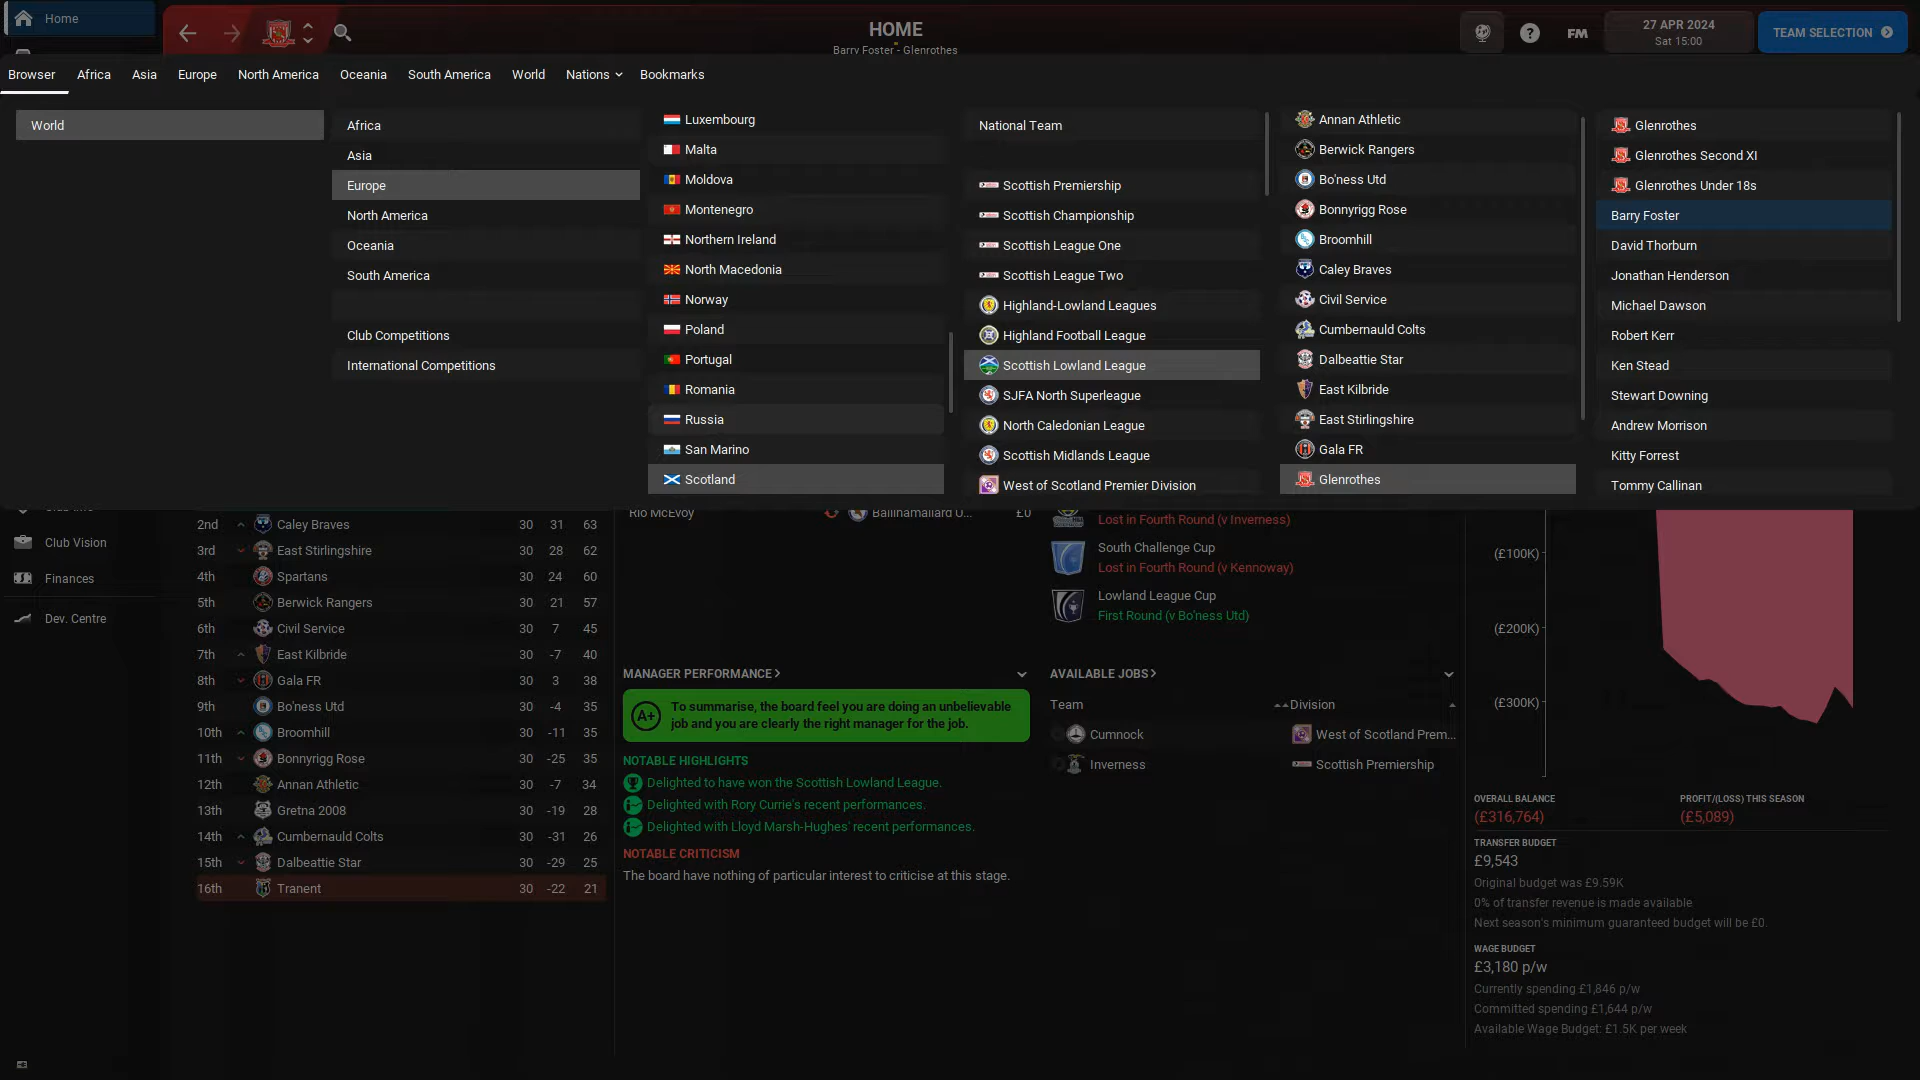 Home
HOME
Barry Foster - Glenrothes
FM
27 APR 2024
Sat 15:00
TEAM SELECTION
Browser
Africa
Asia
Europe
North America
Oceania
South America
World
Nations
Bookmarks
World
Africa
Asia
Europe
North America
Oceania
South America
Club Competitions
International Competitions
Luxembourg
Malta
Moldova
Montenegro
Northern Ireland
North Macedonia
Norway
Poland
Portugal
Romania
Russia
San Marino
Scotland
National Team
Scottish Premiership
Scottish Championship
Scottish League One
Scottish League Two
Highland-Lowland Leagues
Highland Football League
Scottish Lowland League
SJFA North Superleague
North Caledonian League
Scottish Midlands League
West of Scotland Premier Division
Annan Athletic
Berwick Rangers
Bo'ness Utd
Bonnyrigg Rose
Broomhill
Caley Braves
Civil Service
Cumbernauld Colts
Dalbeattie Star
East Kilbride
East Stirlingshire
Gala FR
Glenrothes
Glenrothes
Glenrothes Second XI
Glenrothes Under 18s
Barry Foster
David Thorburn
Jonathan Henderson
Michael Dawson
Robert Kerr
Ken Stead
Stewart Downing
Andrew Morrison
Kitty Forrest
Tommy Callinan
Club Vision
Finances
Dev. Centre
2nd Caley Braves 30 31 63
3rd East Stirlingshire 30 28 62
4th Spartans 30 24 60
5th Berwick Rangers 30 21 57
6th Civil Service 30 7 45
7th East Kilbride 30 -7 40
8th Gala FR 30 3 38
9th Bo'ness Utd 30 -4 35
10th Broomhill 30 -11 35
11th Bonnyrigg Rose 30 -25 35
12th Annan Athletic 30 -7 34
13th Gretna 2008 30 -19 28
14th Cumbernauld Colts 30 -31 26
15th Dalbeattie Star 30 -29 25
16th Tranent 30 -22 21
Rio McEvoy Ballinamallard U... £0
Lost in Fourth Round (v Inverness)
South Challenge Cup
Lost in Fourth Round (v Kennoway)
Lowland League Cup
First Round (v Bo'ness Utd)
MANAGER PERFORMANCE
A+
To summarise, the board feel you are doing an unbelievable
job and you are clearly the right manager for the job.
NOTABLE HIGHLIGHTS
Delighted to have won the Scottish Lowland League.
Delighted with Rory Currie's recent performances.
Delighted with Lloyd Marsh-Hughes' recent performances.
NOTABLE CRITICISM
The board have nothing of particular interest to criticise at this stage.
AVAILABLE JOBS
Team Division
Cumnock West of Scotland Prem...
Inverness Scottish Premiership
(£100K)
(£200K)
(£300K)
OVERALL BALANCE
(£316,764)
PROFIT/(LOSS) THIS SEASON
(£5,089)
TRANSFER BUDGET
£9,543
Original budget was £9.59K
0% of transfer revenue is made available
Next season's minimum guaranteed budget will be £0.
WAGE BUDGET
£3,180 p/w
Currently spending £1,846 p/w
Committed spending £1,644 p/w
Available Wage Budget: £1.5K per week